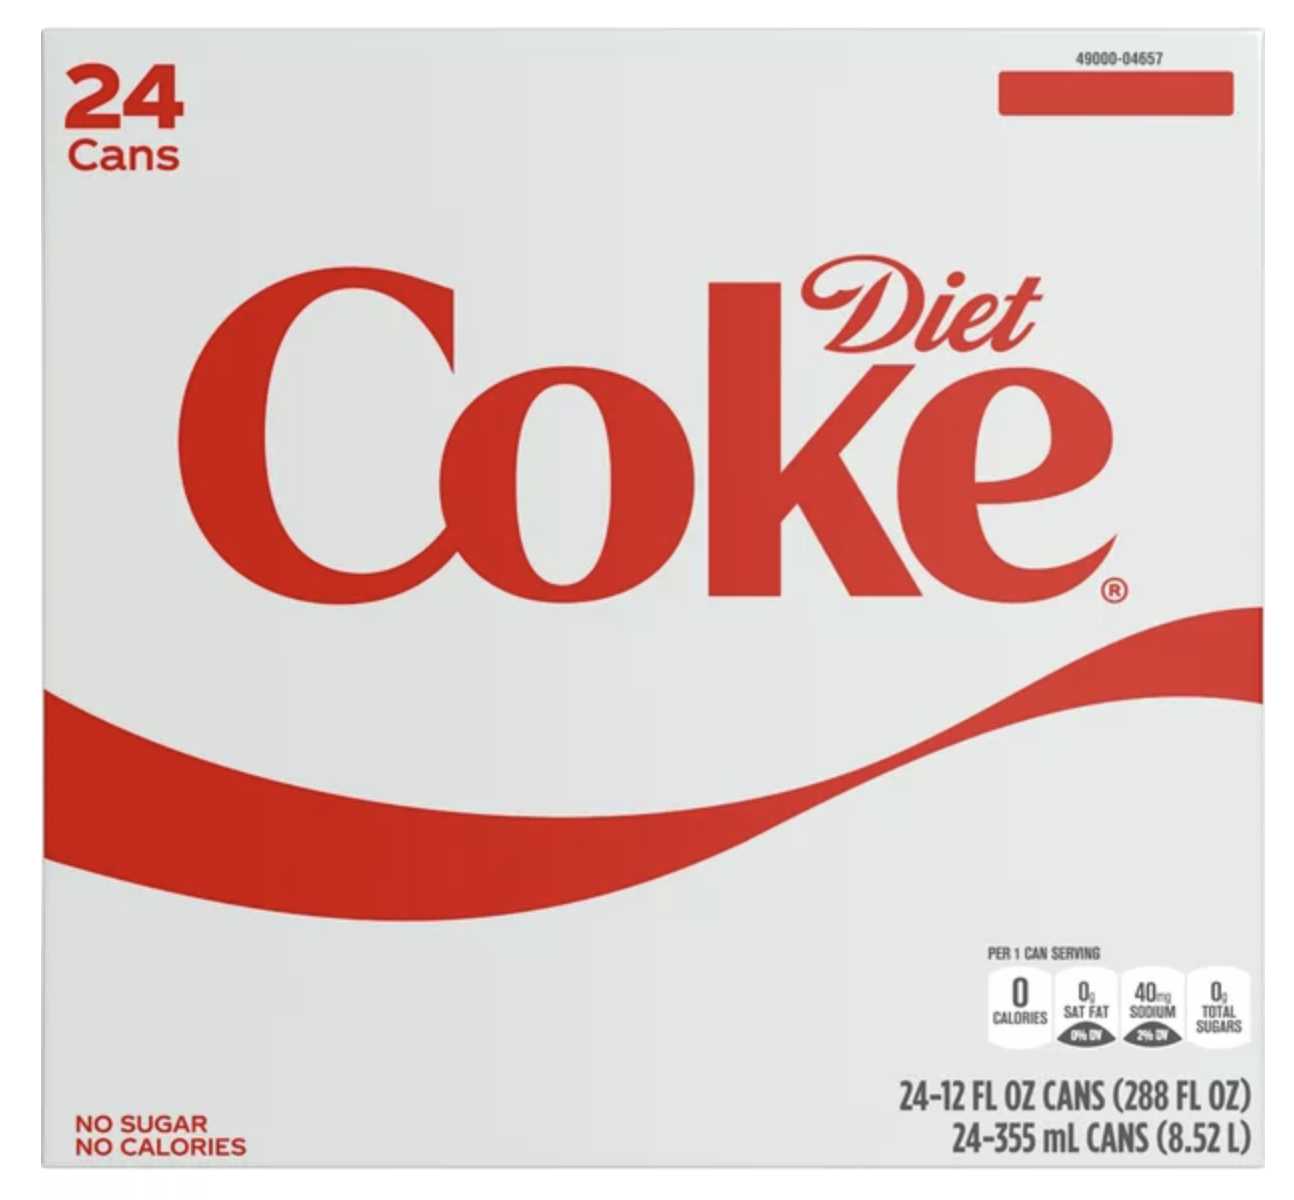 24
Cans
49000-04657
Diet
Coke®
PER 1 CAN SERVING
0
CALORIES
0g
SAT FAT
0% DV
40mg
SODIUM
2% DV
0g
TOTAL
SUGARS
24-12 FL OZ CANS (288 FL OZ)
24-355 mL CANS (8.52 L)
NO SUGAR
NO CALORIES